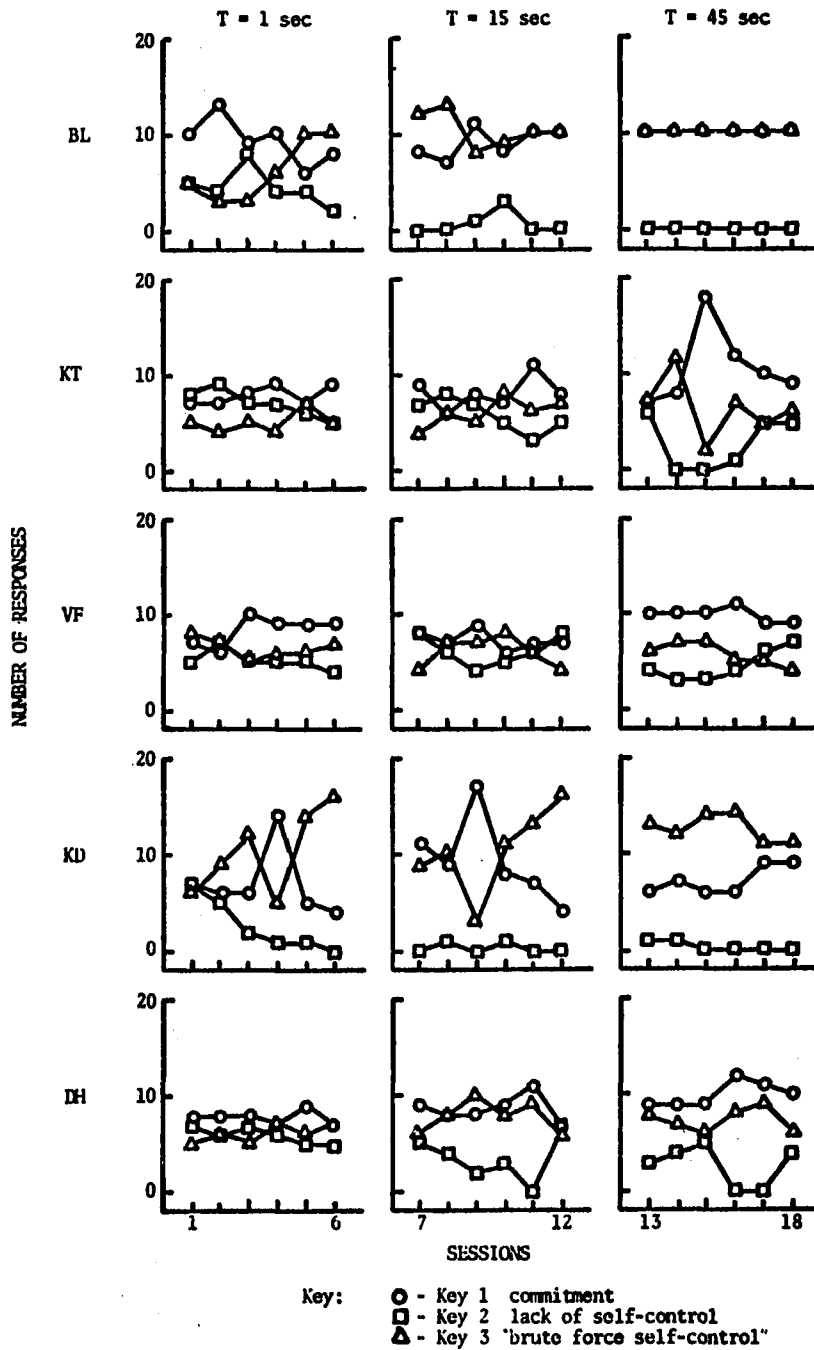 T = 1 sec T = 15 sec T = 45 sec
20
BL 10
0
20
KT 10
0
NUMBER OF RESPONSES
20
VF 10
0
20
KD 10
0
20
DH 10
0
1 6 7 12 13 18
SESSIONS
Key: O - Key 1 commitment
□ - Key 2 lack of self-control
△ - Key 3 "brute force self-control"